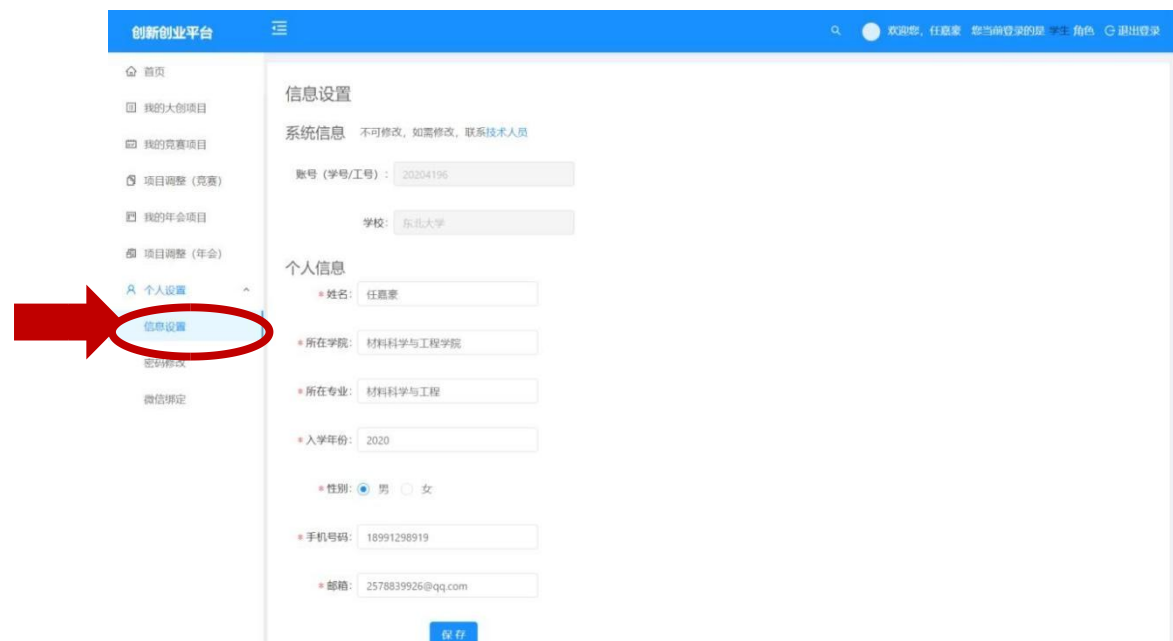 创新创业平台
欢迎您，任嘉豪 您当前登录的是 学生 角色 退出登录
首页
我的大创项目
我的竞赛项目
项目调整（竞赛）
我的年会项目
项目调整（年会）
个人设置
信息设置
密码修改
微信绑定
信息设置
系统信息 不可修改，如需修改，联系技术人员
账号（学号/工号）: 20204196
学校: 东北大学
个人信息
*姓名: 任嘉豪
*所在学院: 材料科学与工程学院
*所在专业: 材料科学与工程
*入学年份: 2020
*性别: 男 女
*手机号码: 18991298919
*邮箱: 2578839926@qq.com
保存